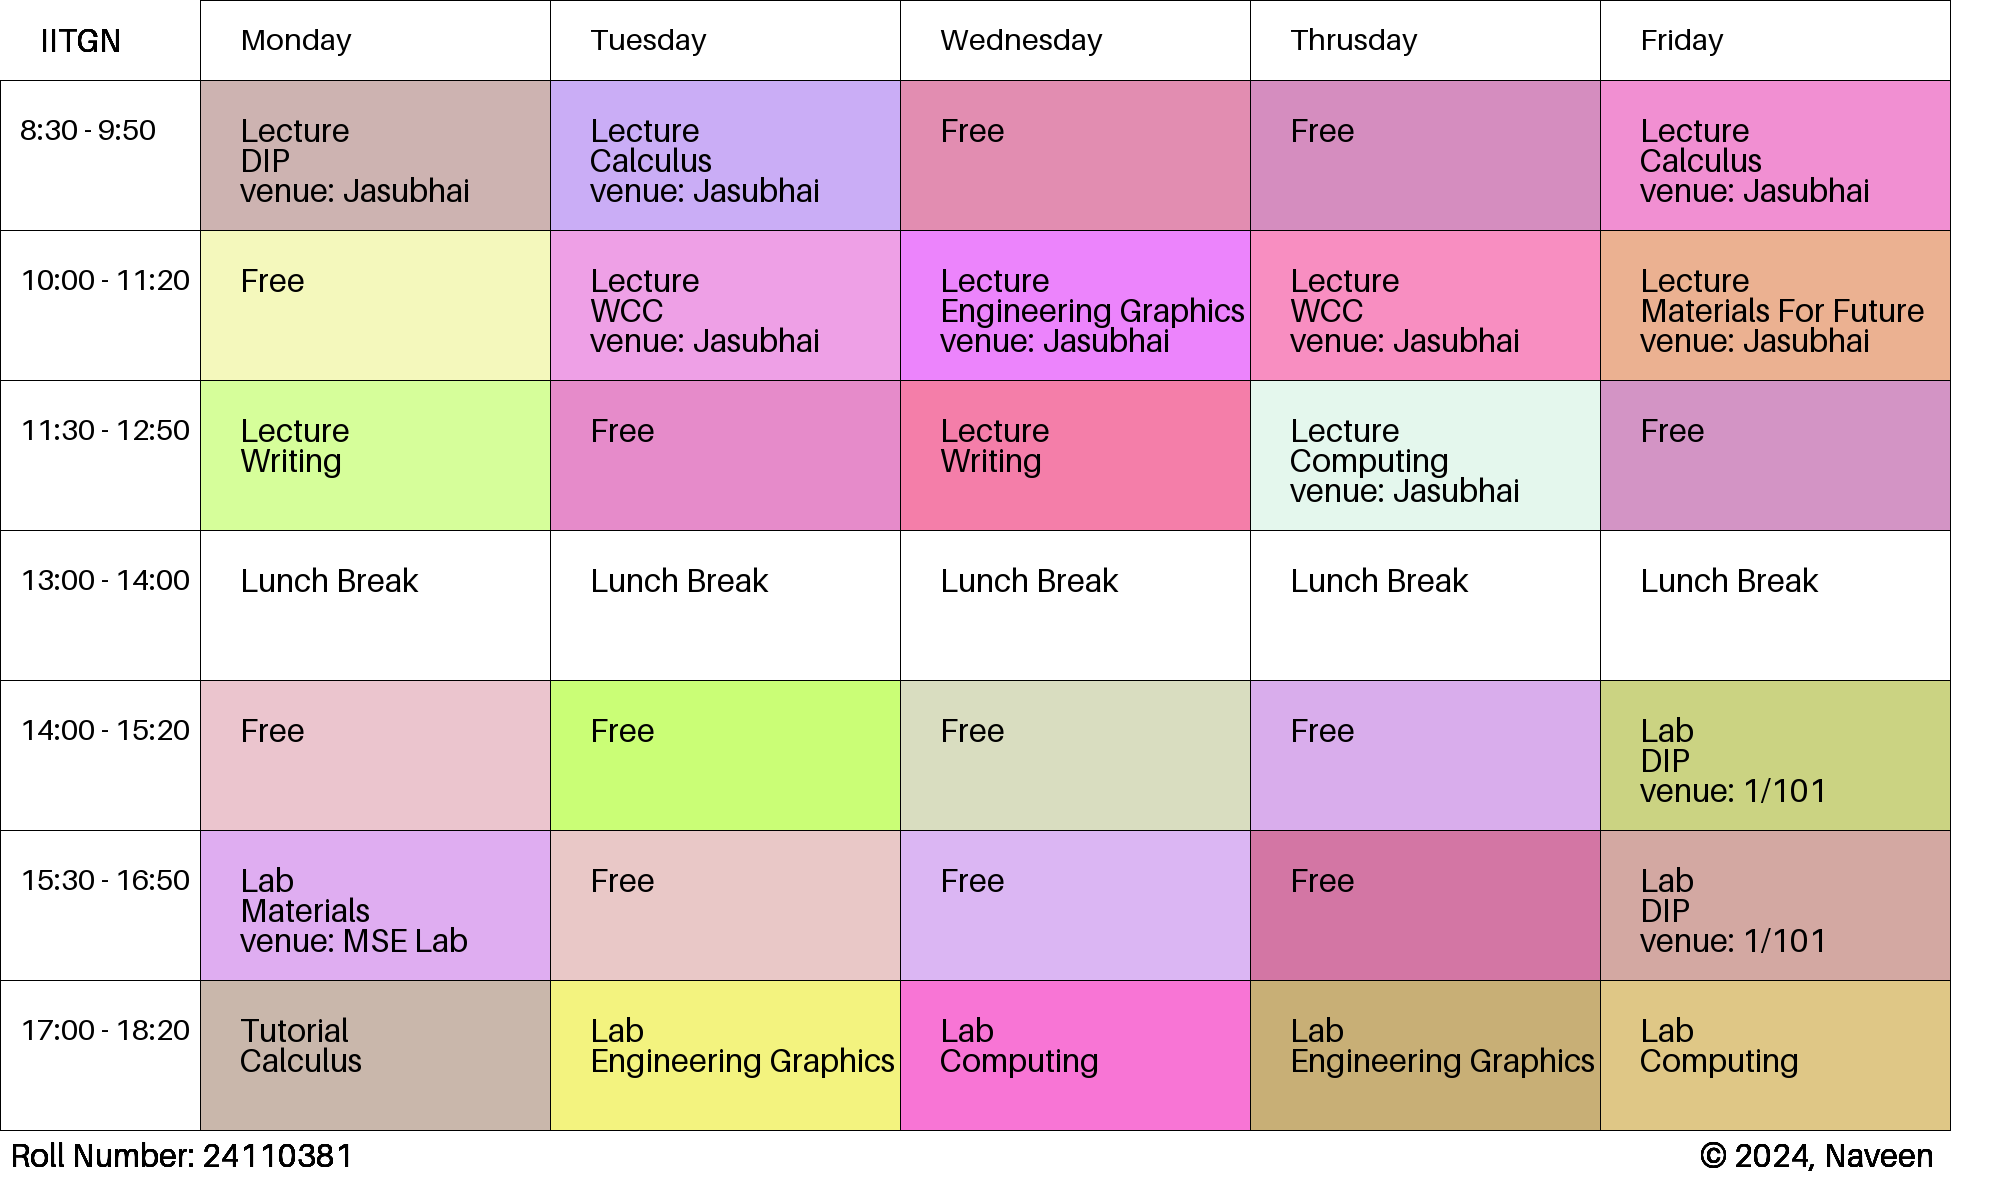 IITGN
Monday
Tuesday
Wednesday
Thrusday
Friday
8:30 - 9:50
Lecture
DIP
venue: Jasubhai
Lecture
Calculus
venue: Jasubhai
Free
Free
Lecture
Calculus
venue: Jasubhai
10:00 - 11:20
Free
Lecture
WCC
venue: Jasubhai
Lecture
Engineering Graphics
venue: Jasubhai
Lecture
WCC
venue: Jasubhai
Lecture
Materials For Future
venue: Jasubhai
11:30 - 12:50
Lecture
Writing
Free
Lecture
Writing
Lecture
Computing
venue: Jasubhai
Free
13:00 - 14:00
Lunch Break
Lunch Break
Lunch Break
Lunch Break
Lunch Break
14:00 - 15:20
Free
Free
Free
Free
Lab
DIP
venue: 1/101
15:30 - 16:50
Lab
Materials
venue: MSE Lab
Free
Free
Free
Lab
DIP
venue: 1/101
17:00 - 18:20
Tutorial
Calculus
Lab
Engineering Graphics
Lab
Computing
Lab
Engineering Graphics
Lab
Computing
Roll Number: 24110381
© 2024, Naveen